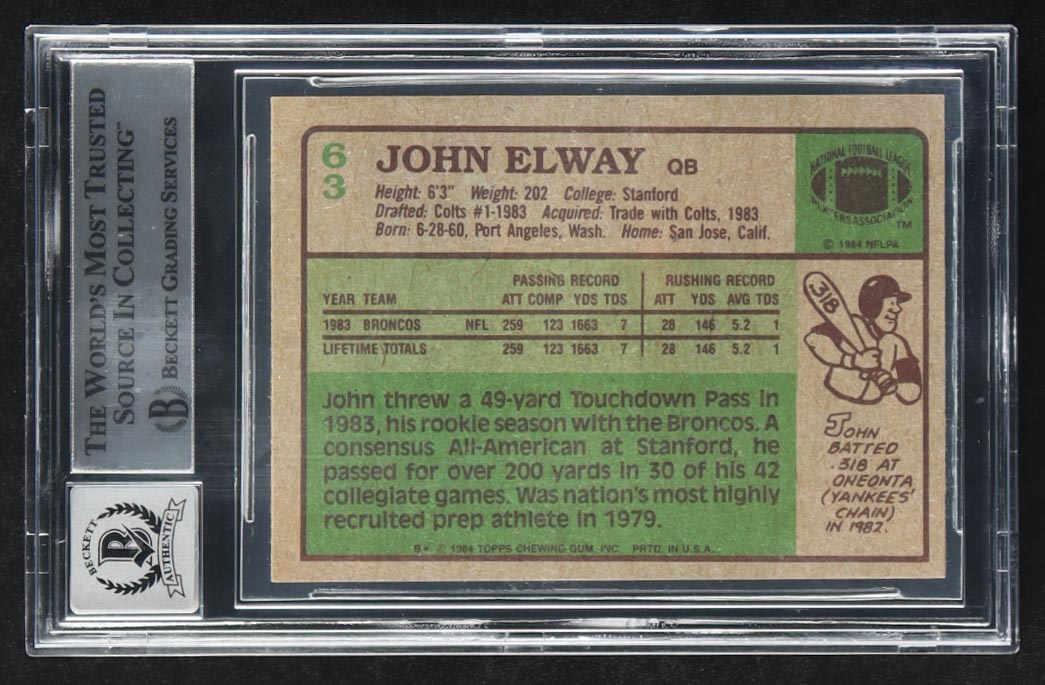 THE WORLD'S MOST TRUSTED
SOURCE IN COLLECTING™
BECKETT GRADING SERVICES
BECKETT
AUTHENTIC
63
JOHN ELWAY QB
Height: 6'3" Weight: 202 College: Stanford
Drafted: Colts #1-1983 Acquired: Trade with Colts, 1983
Born: 6-28-60, Port Angeles, Wash. Home: San Jose, Calif.
NATIONAL FOOTBALL LEAGUE
PLAYERS ASSOCIATION
TM
© 1984 NFLPA
PASSING RECORD RUSHING RECORD
YEAR TEAM ATT COMP YDS TDS ATT YDS AVG TDS
1983 BRONCOS NFL 259 123 1663 7 28 146 5.2 1
LIFETIME TOTALS 259 123 1663 7 28 146 5.2 1
John threw a 49-yard Touchdown Pass in
1983, his rookie season with the Broncos. A
consensus All-American at Stanford, he
passed for over 200 yards in 30 of his 42
collegiate games. Was nation's most highly
recruited prep athlete in 1979.
B* © 1984 TOPPS CHEWING GUM, INC. PRTD. IN U.S.A.
.318
JOHN
BATTED
.318 AT
ONEONTA
(YANKEES'
CHAIN)
IN 1982.